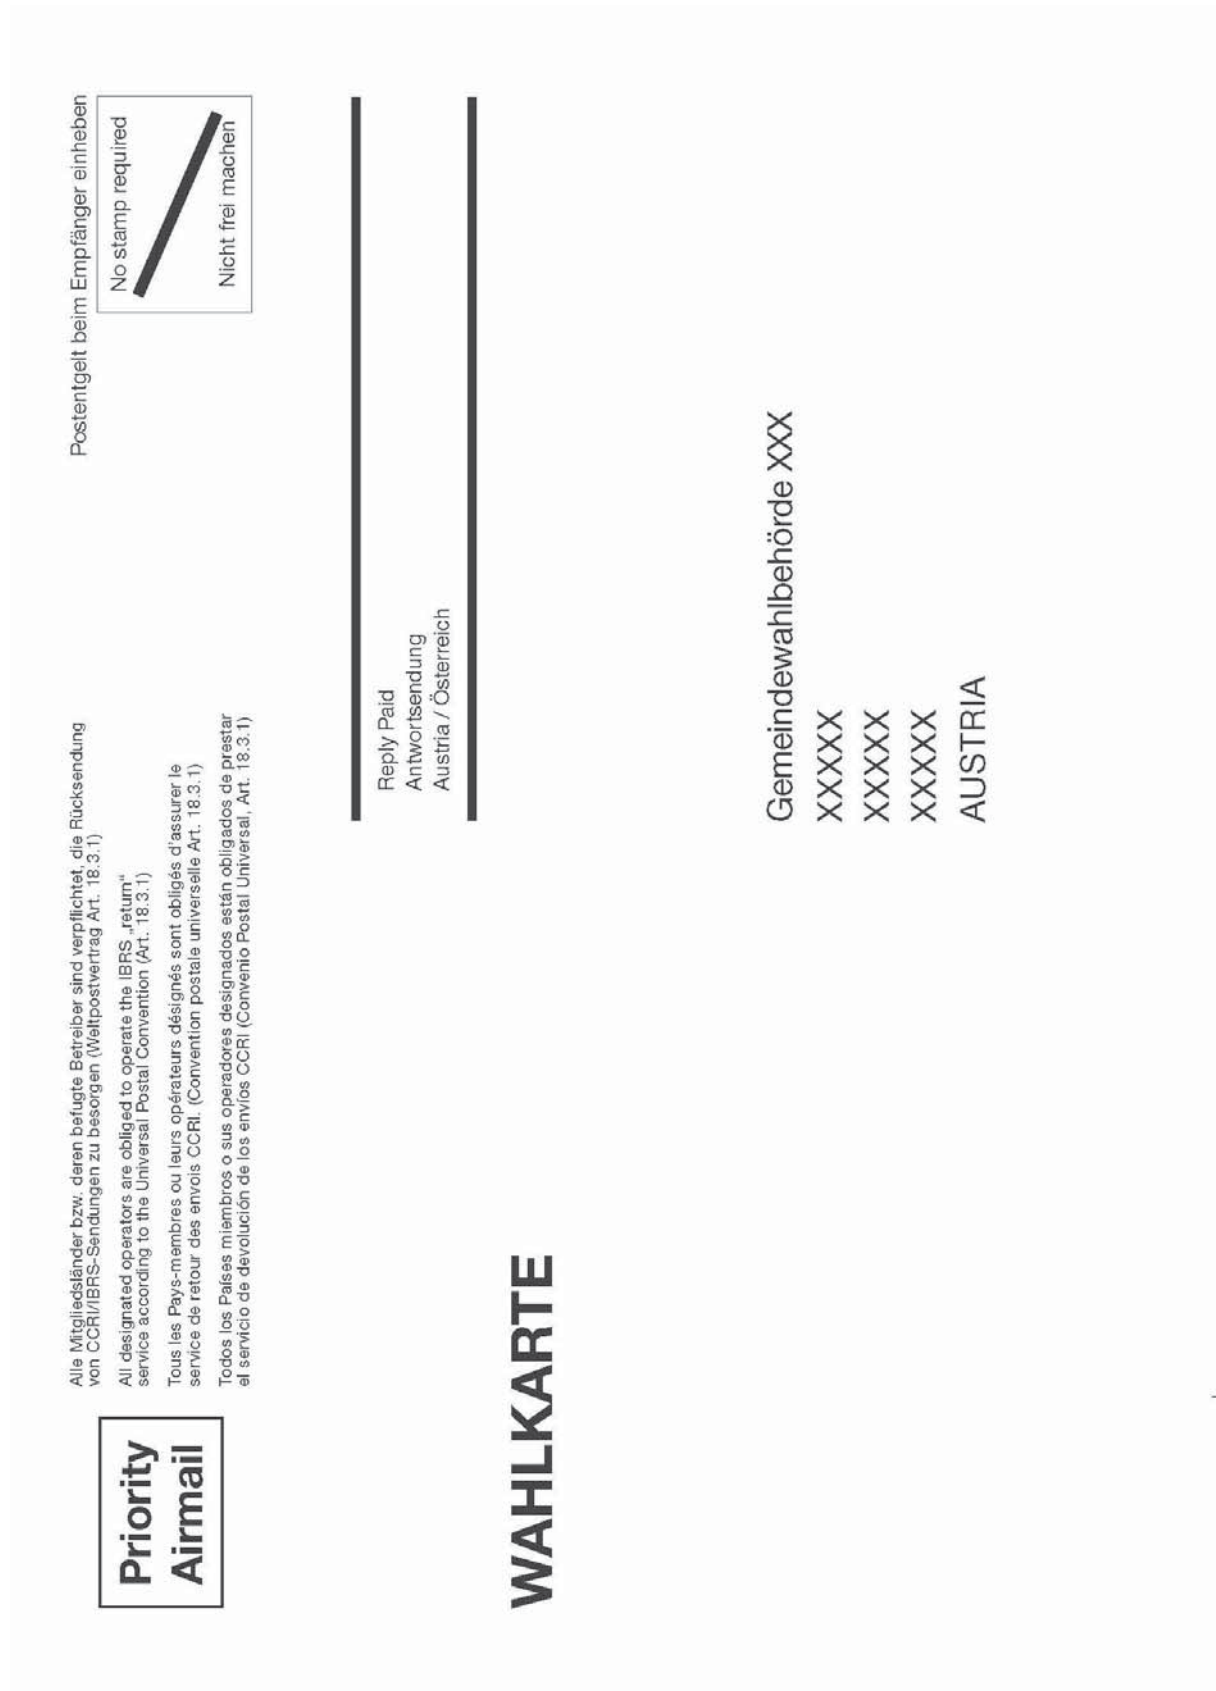 Priority
Airmail
Alle Mitgliedsländer bzw. deren befugte Betreiber sind verpflichtet, die Rücksendung
von CCRI/IBRS-Sendungen zu besorgen (Weltpostvertrag Art. 18.3.1)
All designated operators are obliged to operate the IBRS „return“
service according to the Universal Postal Convention (Art. 18.3.1)
Tous les Pays-membres ou leurs opérateurs désignés sont obligés d'assurer le
service de retour des envois CCRI. (Convention postale universelle Art. 18.3.1)
Todos los Países miembros o sus operadores designados están obligados de prestar
el servicio de devolución de los envíos CCRI (Convenio Postal Universal, Art. 18.3.1)
Postentgelt beim Empfänger einheben
No stamp required
Nicht frei machen
Reply Paid
Antwortsendung
Austria / Österreich
WAHLKARTE
Gemeindewahlbehörde XXX
XXXXX
XXXXX
XXXXX
AUSTRIA